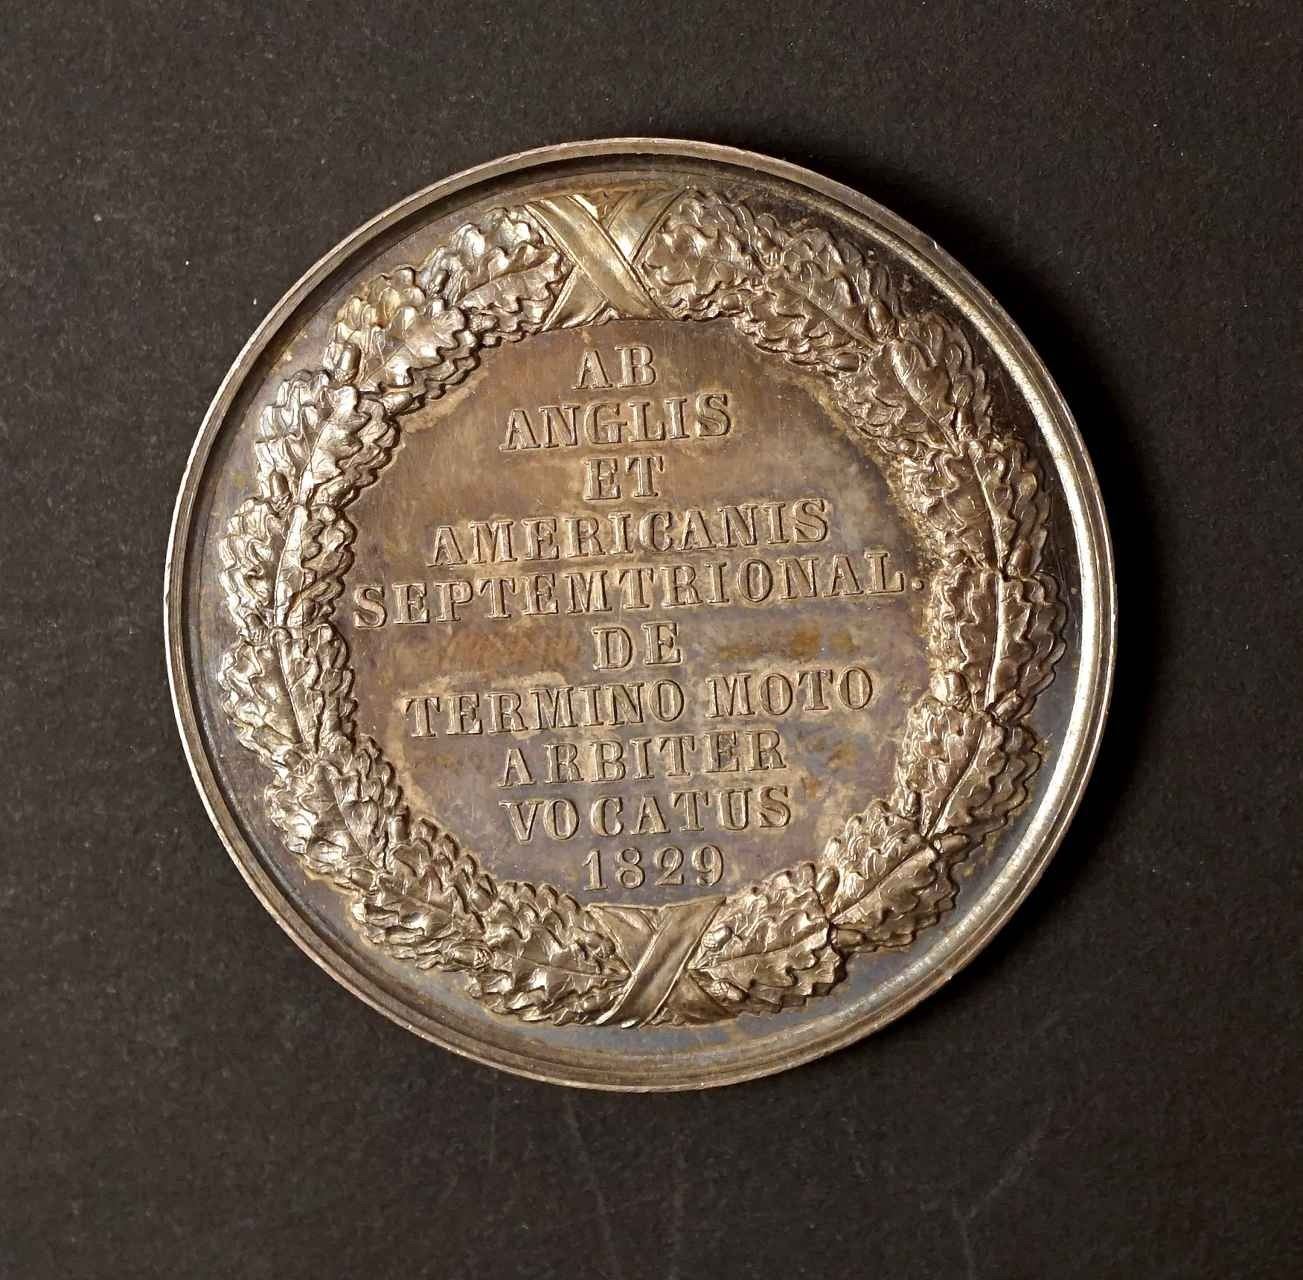 AB
ANGLIS
ET
AMERICANIS
SEPTEMTRIONAL.
DE
TERMINO MOTO
ARBITER
VOCATUS
1829